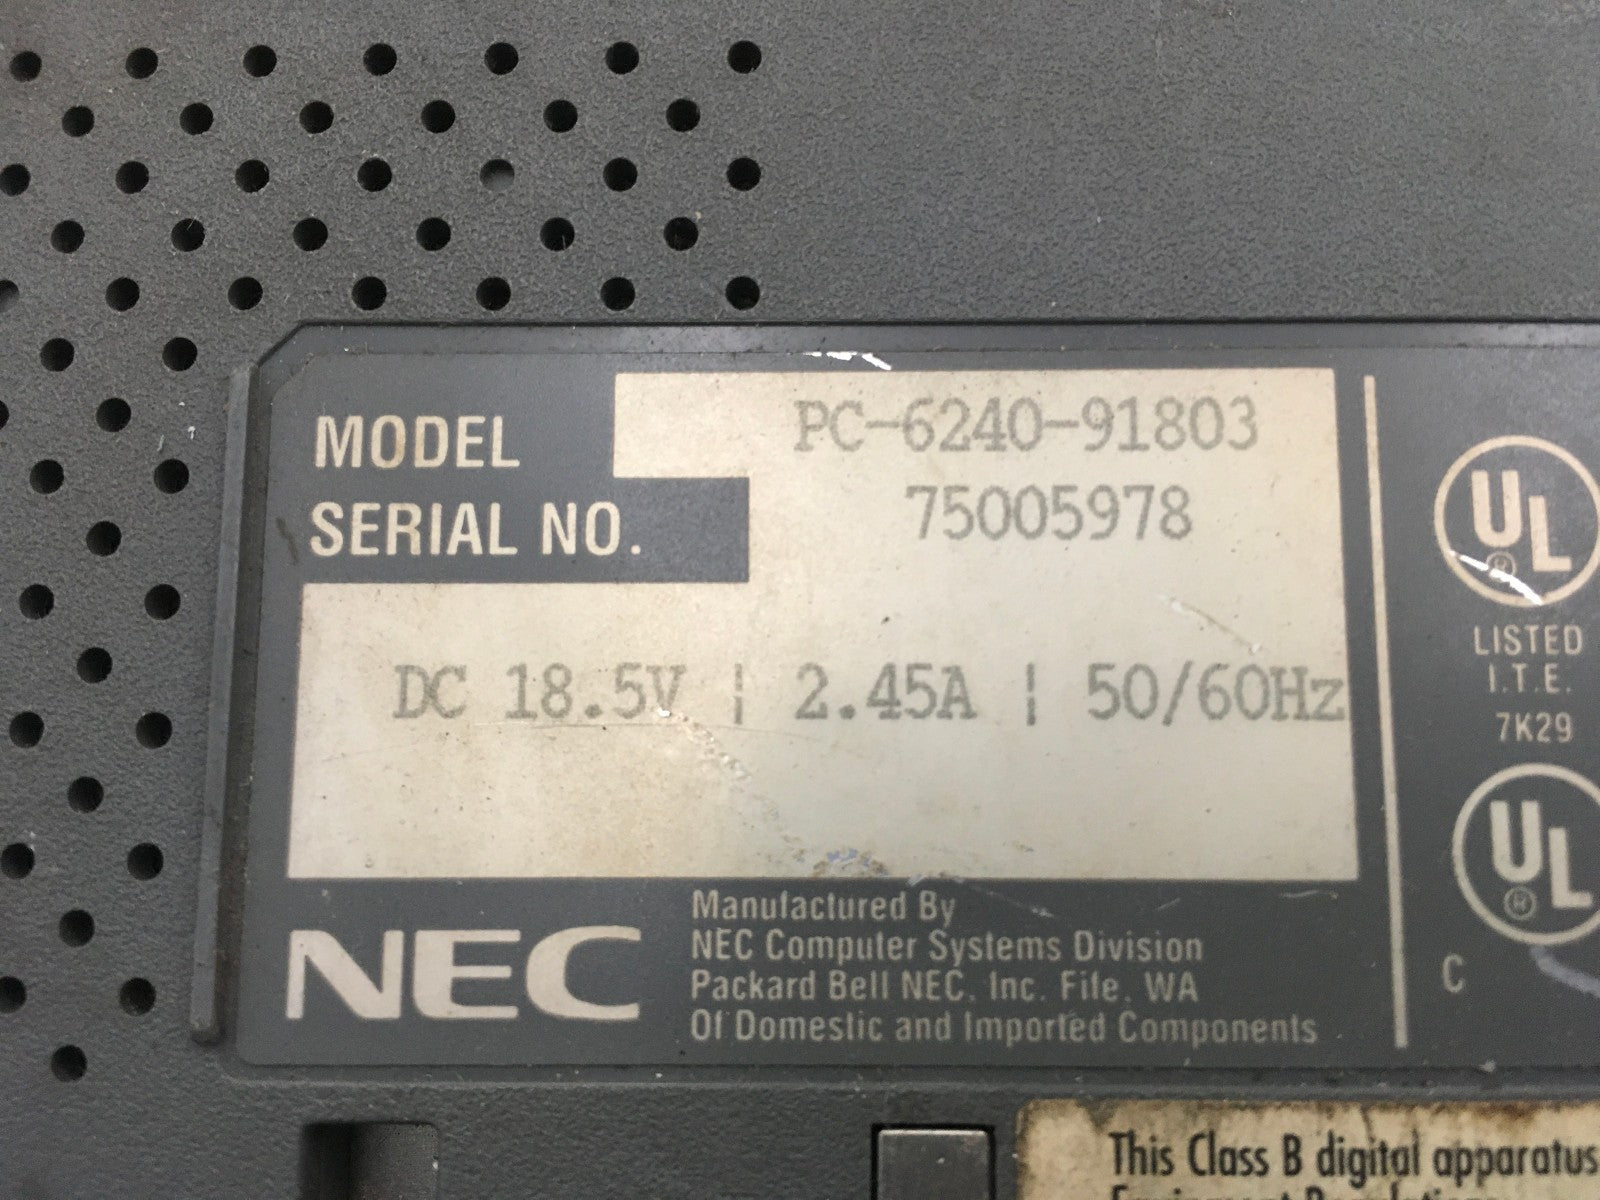 MODEL PC-6240-91803
SERIAL NO. 75005978
DC 18.5V | 2.45A | 50/60Hz
NEC
Manufactured By
NEC Computer Systems Division
Packard Bell NEC, Inc. Fife, WA
Of Domestic and Imported Components
UL
®
LISTED
I.T.E.
7K29
UL
®
C
This Class B digital apparatus